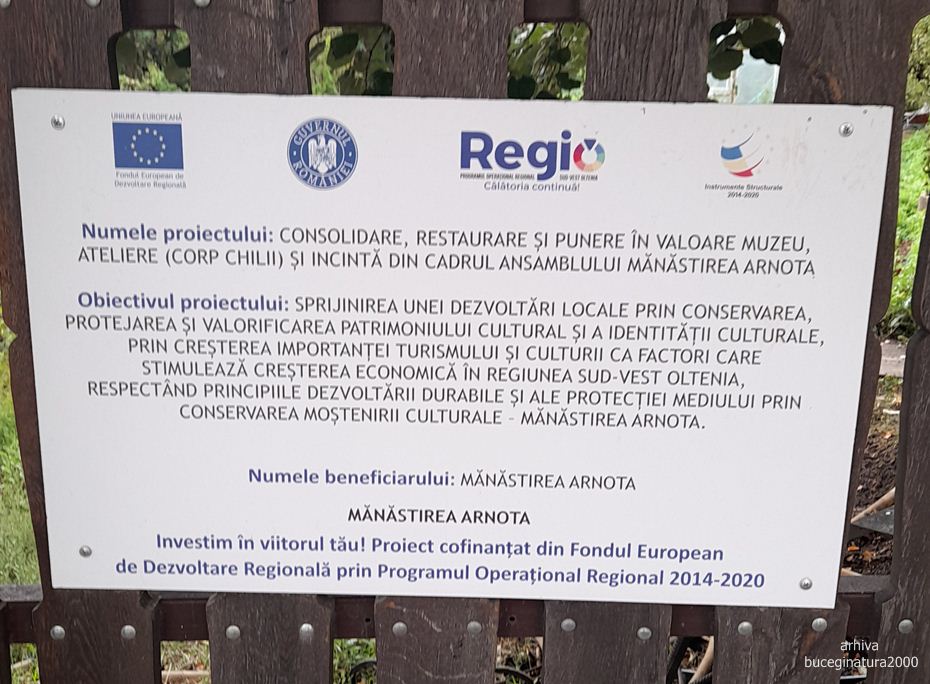 UNIUNEA EUROPEANĂ
Fondul European de
Dezvoltare Regională
GUVERNUL ROMÂNIEI
Regio
PROGRAMUL OPERAȚIONAL REGIONAL SUD-VEST OLTENIA
Călătoria continuă!
Instrumente Structurale
2014-2020
Numele proiectului: CONSOLIDARE, RESTAURARE ȘI PUNERE ÎN VALOARE MUZEU,
ATELIERE (CORP CHILII) ȘI INCINTĂ DIN CADRUL ANSAMBLULUI MĂNĂSTIREA ARNOTA
Obiectivul proiectului: SPRIJINIREA UNEI DEZVOLTĂRI LOCALE PRIN CONSERVAREA,
PROTEJAREA ȘI VALORIFICAREA PATRIMONIULUI CULTURAL ȘI A IDENTITĂȚII CULTURALE,
PRIN CREȘTEREA IMPORTANȚEI TURISMULUI ȘI CULTURII CA FACTORI CARE
STIMULEAZĂ CREȘTEREA ECONOMICĂ ÎN REGIUNEA SUD-VEST OLTENIA,
RESPECTÂND PRINCIPIILE DEZVOLTĂRII DURABILE ȘI ALE PROTECȚIEI MEDIULUI PRIN
CONSERVAREA MOȘTENIRII CULTURALE - MĂNĂSTIREA ARNOTA.
Numele beneficiarului: MĂNĂSTIREA ARNOTA
MĂNĂSTIREA ARNOTA
Investim în viitorul tău! Proiect cofinanțat din Fondul European
de Dezvoltare Regională prin Programul Operațional Regional 2014-2020
arhiva
buceginatura2000